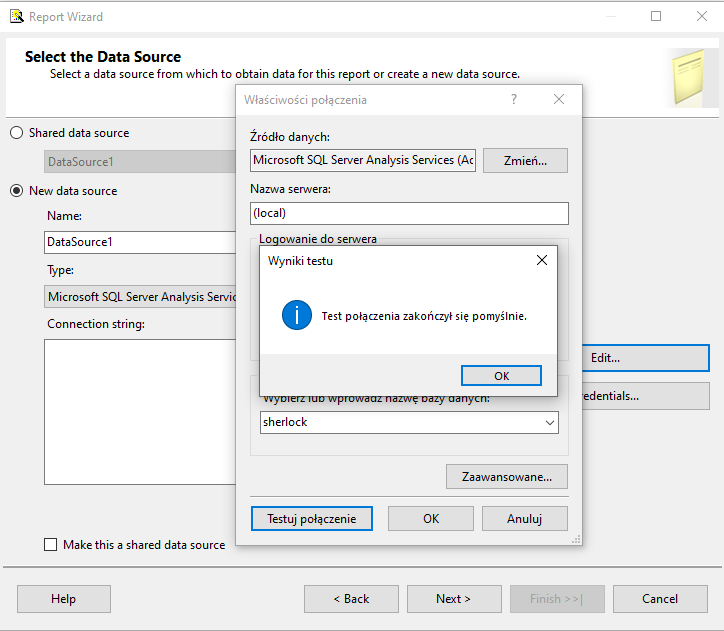 Report Wizard
Select the Data Source
Select a data source from which to obtain data for this report or create a new data source.
Shared data source
DataSource1
New data source
Name:
DataSource1
Type:
Microsoft SQL Server Analysis Servic
Connection string:
Make this a shared data source
Właściwości połączenia
?
Źródło danych:
Microsoft SQL Server Analysis Services (Ac
Zmień...
Nazwa serwera:
(local)
Logowanie do serwera
Wyniki testu
i
Test połączenia zakończył się pomyślnie.
OK
Wybierz lub wprowadź nazwę bazy danych:
sherlock
Zaawansowane...
Testuj połączenie
OK
Anuluj
Edit...
redentials...
Help
< Back
Next >
Finish >>|
Cancel